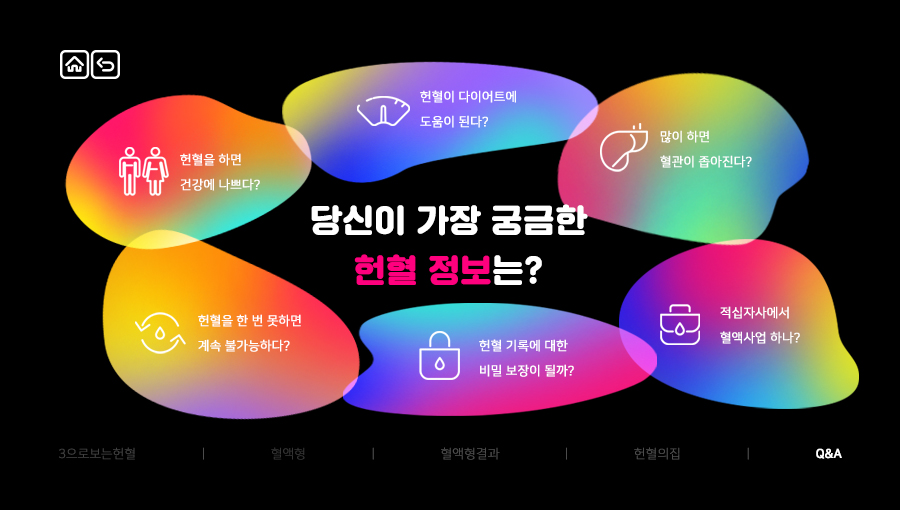 헌혈이 다이어트에
도움이 된다?
많이 하면
혈관이 좁아진다?
헌혈을 하면
건강에 나쁘다?
당신이 가장 궁금한
헌혈 정보는?
헌혈을 한 번 못하면
계속 불가능하다?
헌혈 기록에 대한
비밀 보장이 될까?
적십자사에서
혈액사업 하나?
3으로보는헌혈 | 혈액형 | 혈액형결과 | 헌혈의집 | Q&A